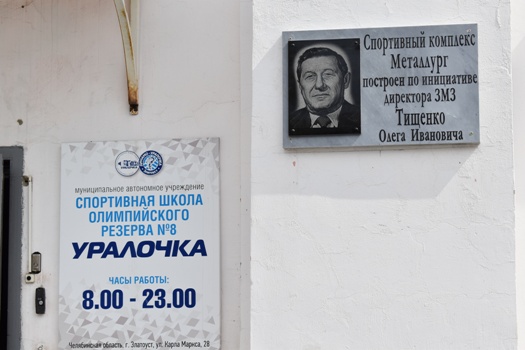 Спортивный комплекс
Металлург
построен по инициативе
директора ЗМЗ
Тищенко
Олега Ивановича
муниципальное автономное учреждение
СПОРТИВНАЯ ШКОЛА
ОЛИМПИЙСКОГО
РЕЗЕРВА №8
УРАЛОЧКА
ЧАСЫ РАБОТЫ:
8.00 - 23.00
Челябинская область, г. Златоуст, ул. Карла Маркса, 28